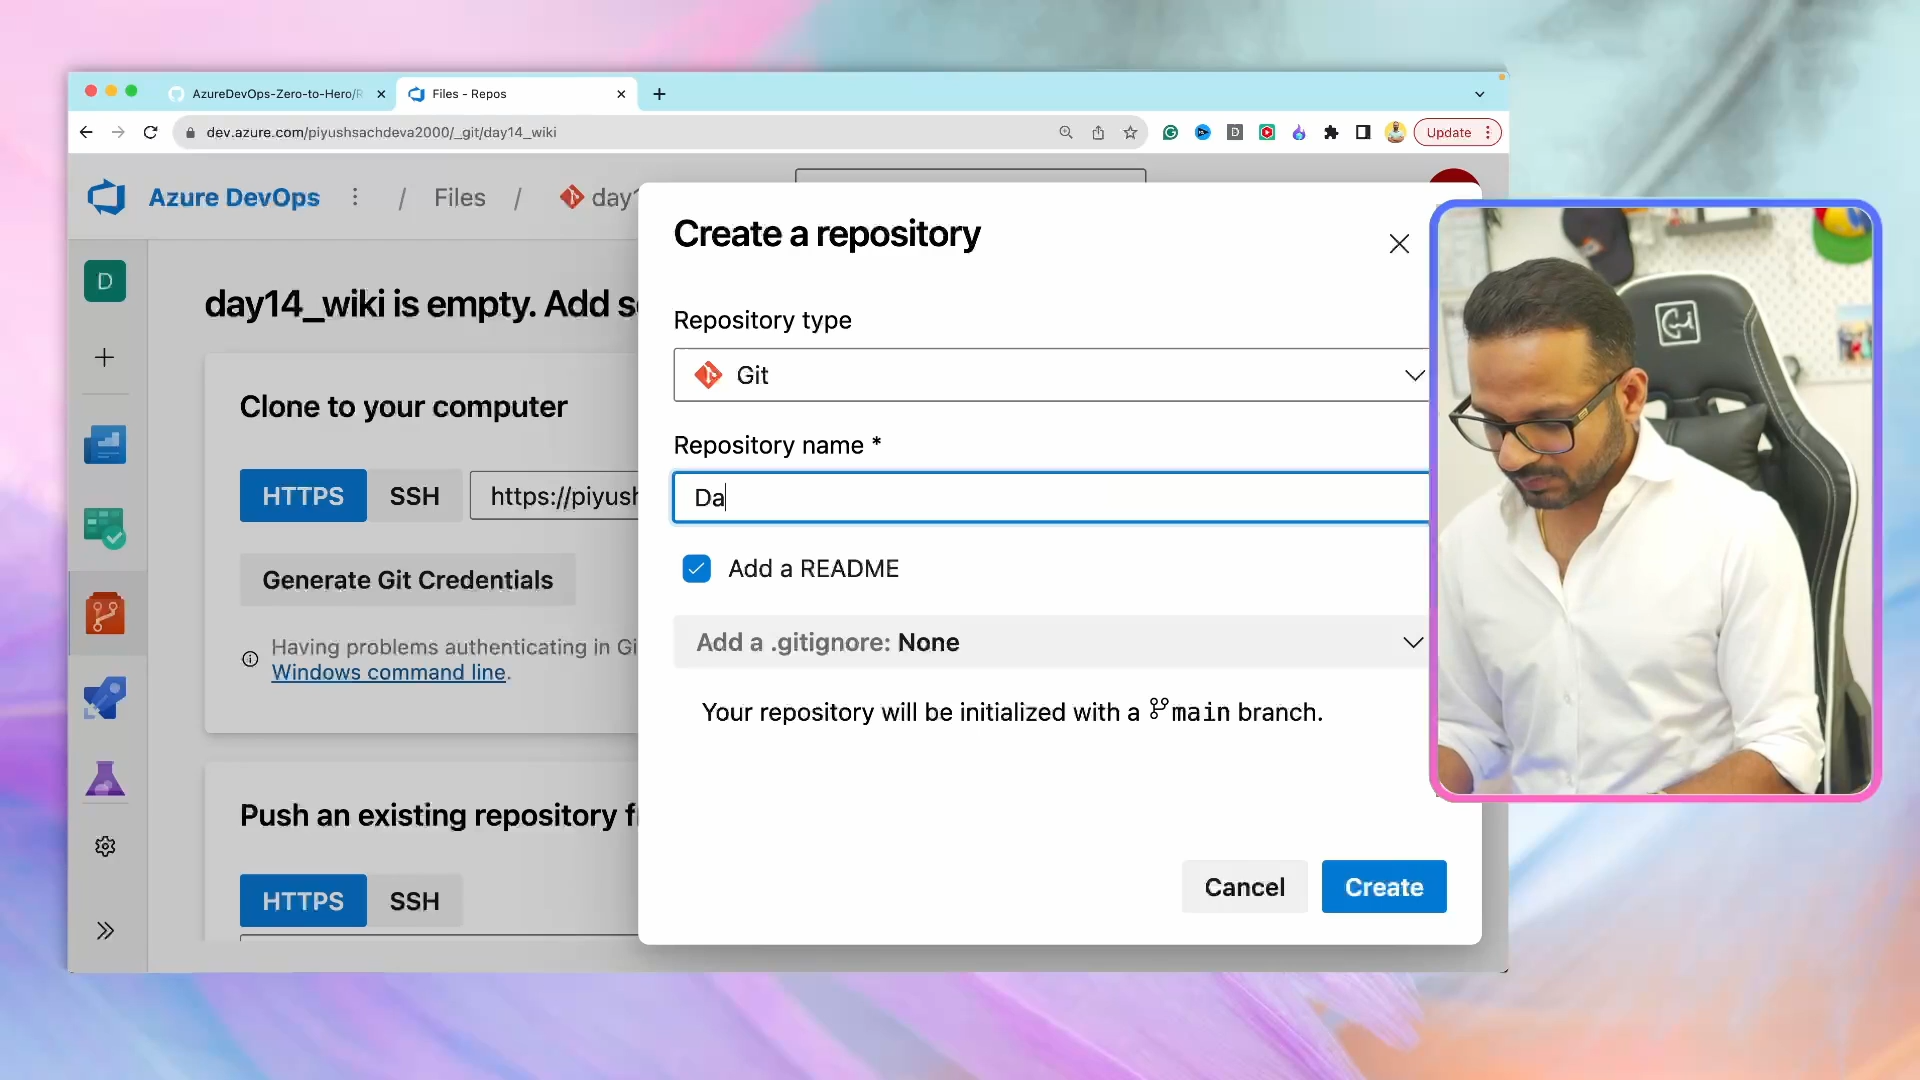 AzureDevOps-Zero-to-Hero/R
Files - Repos
dev.azure.com/piyushsachdeva2000/_git/day14_wiki
Update
Azure DevOps / Files / day1
D
day14_wiki is empty. Add s
Clone to your computer
HTTPS SSH https://piyush
Generate Git Credentials
Having problems authenticating in Gi
Windows command line.
Push an existing repository f
HTTPS SSH
Create a repository
Repository type
Git
Repository name *
Da
Add a README
Add a .gitignore: None
Your repository will be initialized with a main branch.
Cancel Create